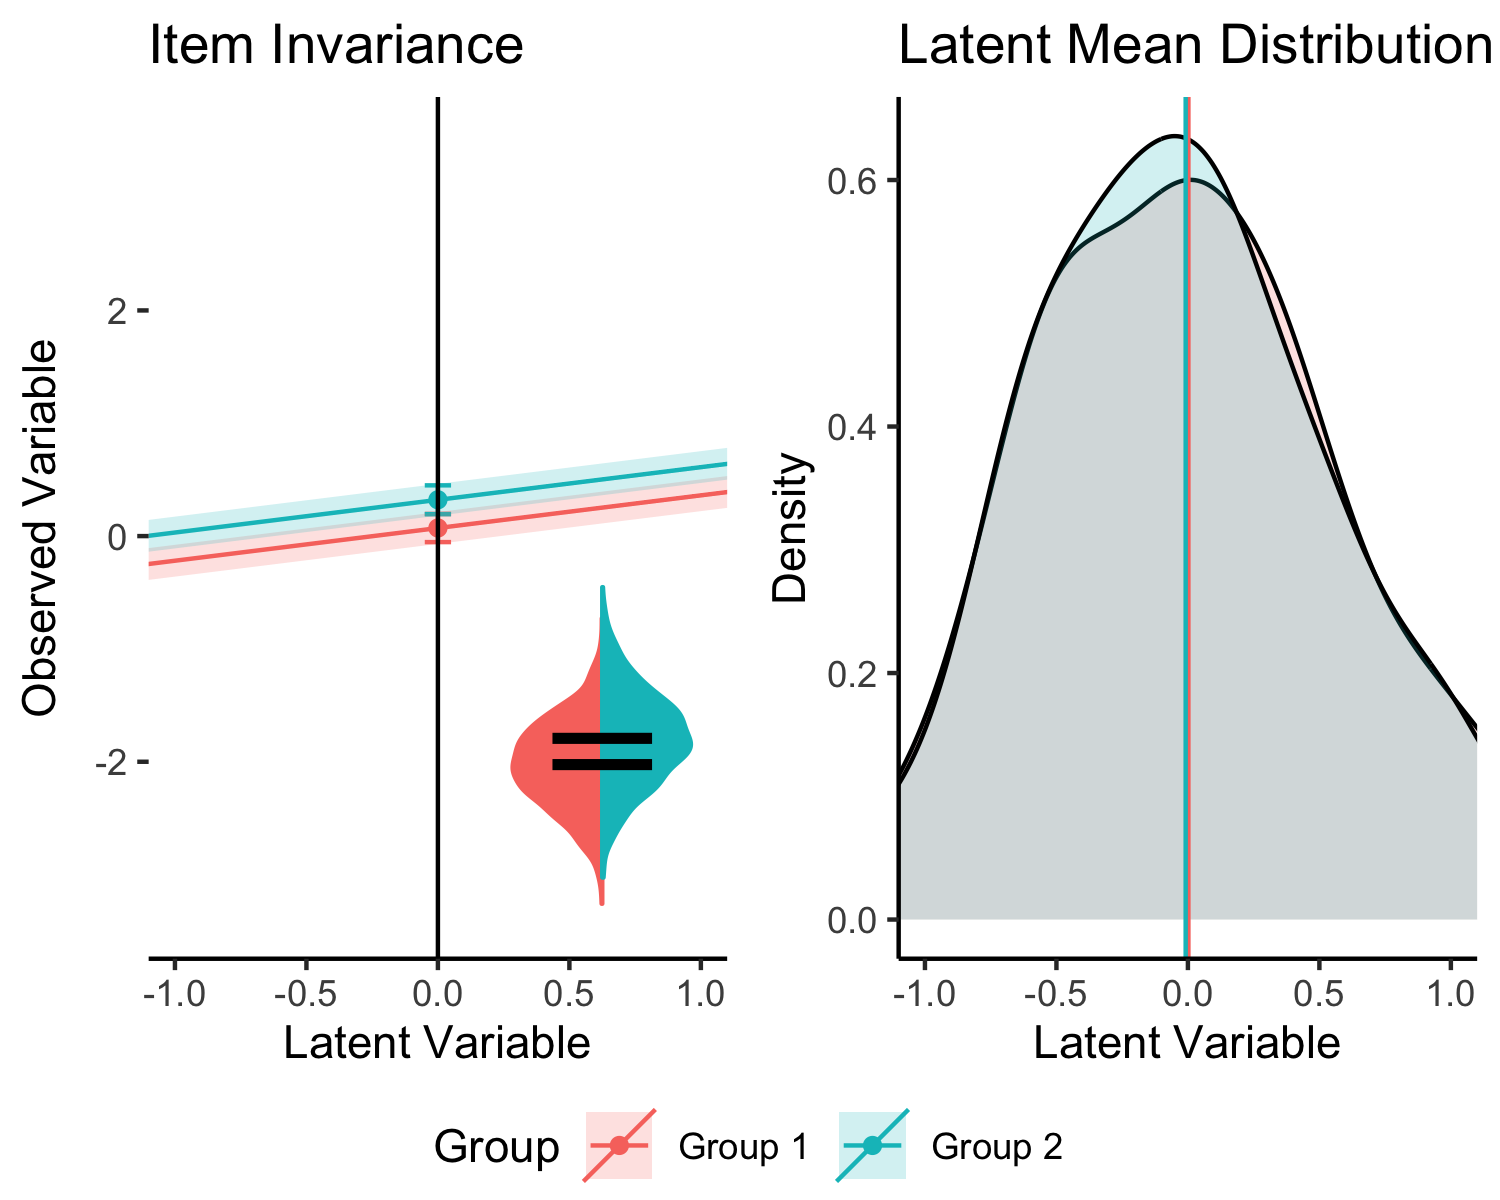 Item Invariance
Observed Variable
2
0
-2
-1.0 -0.5 0.0 0.5 1.0
Latent Variable
Latent Mean Distribution
Density
0.6
0.4
0.2
0.0
-1.0 -0.5 0.0 0.5 1.0
Latent Variable
Group Group 1 Group 2